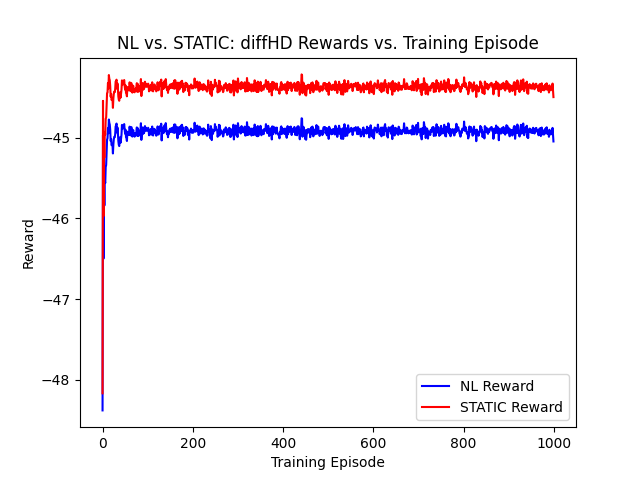 NL vs. STATIC: diffHD Rewards vs. Training Episode
Reward
−45
−46
−47
−48
0
200
400
600
800
1000
Training Episode
NL Reward
STATIC Reward